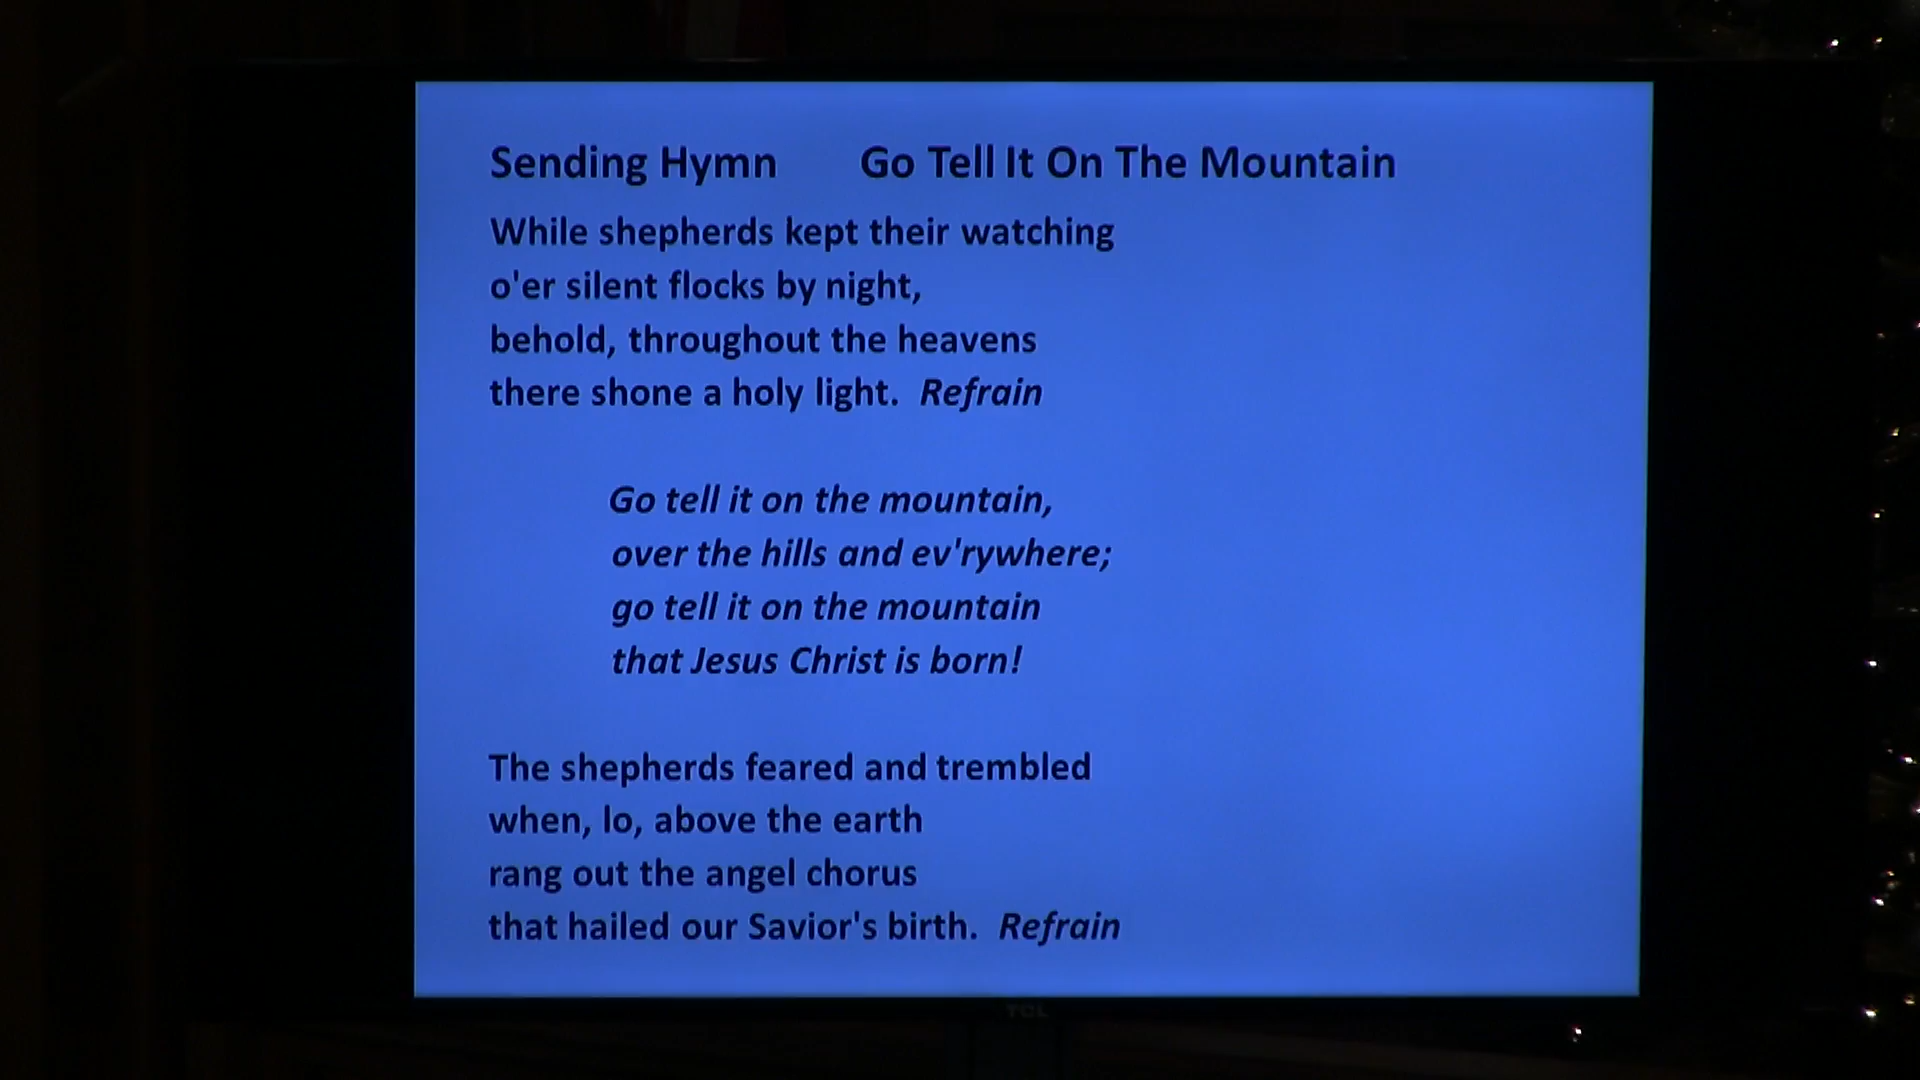 Sending Hymn Go Tell It On The Mountain
While shepherds kept their watching
o'er silent flocks by night,
behold, throughout the heavens
there shone a holy light. Refrain
Go tell it on the mountain,
over the hills and ev'rywhere;
go tell it on the mountain
that Jesus Christ is born!
The shepherds feared and trembled
when, lo, above the earth
rang out the angel chorus
that hailed our Savior's birth. Refrain
TCL